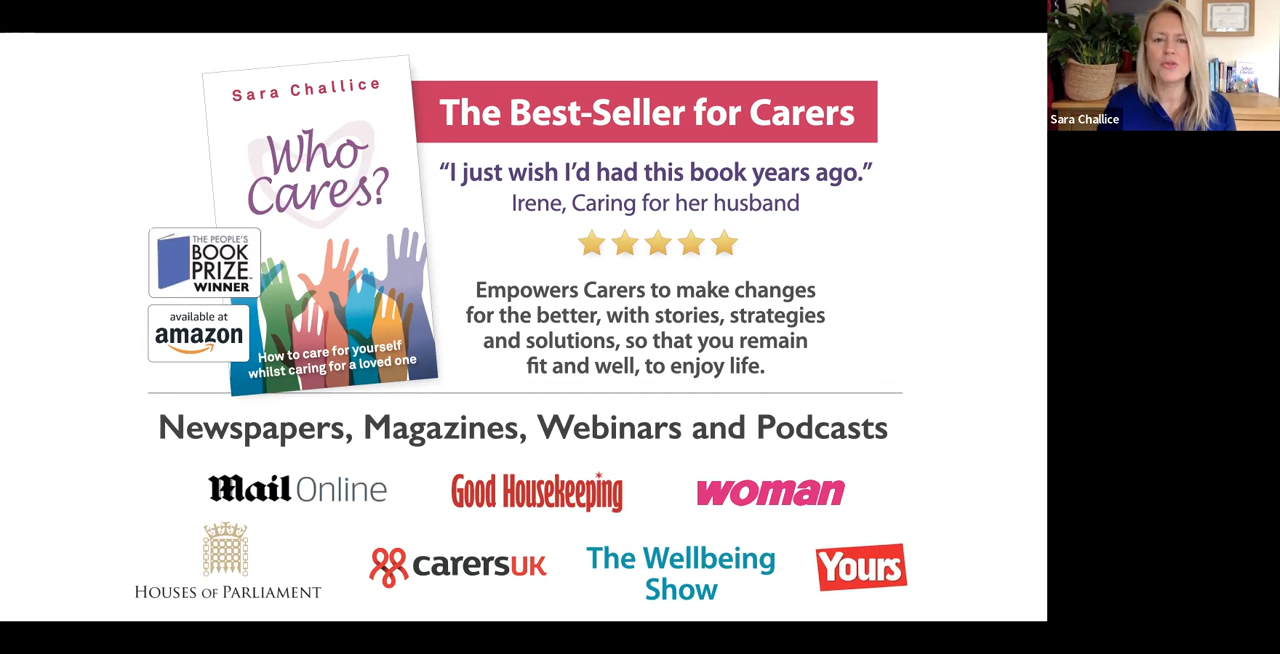 Sara Challice
Who
Cares?
THE PEOPLE'S
BOOK
PRIZE
WINNER
available at
amazon
How to care for yourself
whilst caring for a loved one
The Best-Seller for Carers
“I just wish I’d had this book years ago.”
Irene, Caring for her husband
Empowers Carers to make changes
for the better, with stories, strategies
and solutions, so that you remain
fit and well, to enjoy life.
Newspapers, Magazines, Webinars and Podcasts
Mail Online
Good Housekeeping
woman
HOUSES OF PARLIAMENT
carersUK
The Wellbeing
Show
Yours
Sara Challice